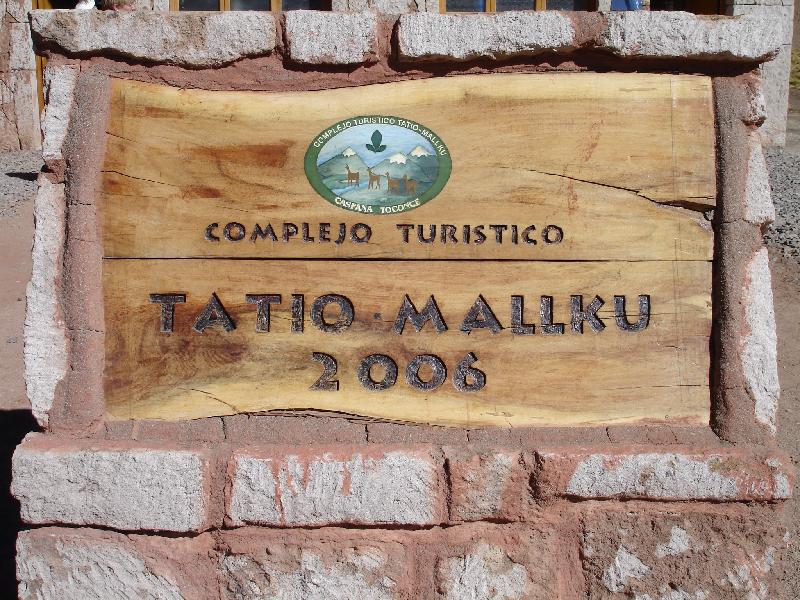 COMPLEJO TURISTICO TATIO-MALLKU
CASPANA TOCONCE
COMPLEJO TURISTICO
TATIO·MALLKU
2006